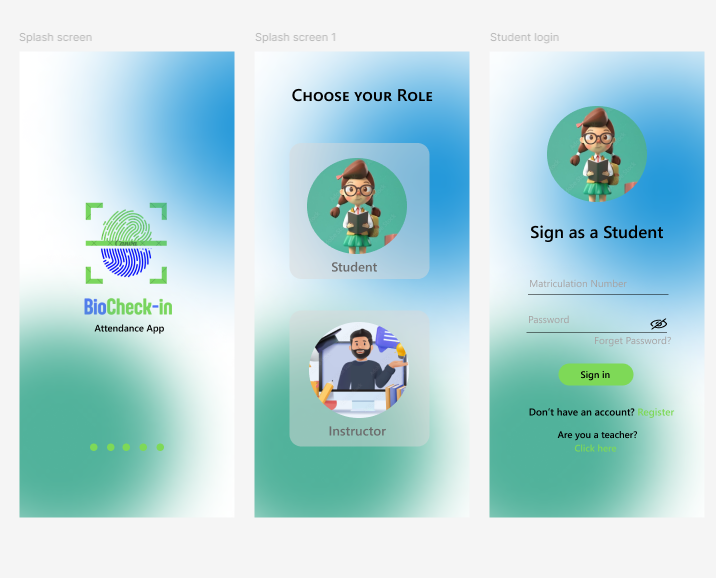 Splash screen
Splash screen 1
Student login
BioCheck-in
Attendance App
Choose your Role
Student
Instructor
Sign as a Student
Matriculation Number
Password
Forget Password?
Sign in
Don't have an account? Register
Are you a teacher?
Click here